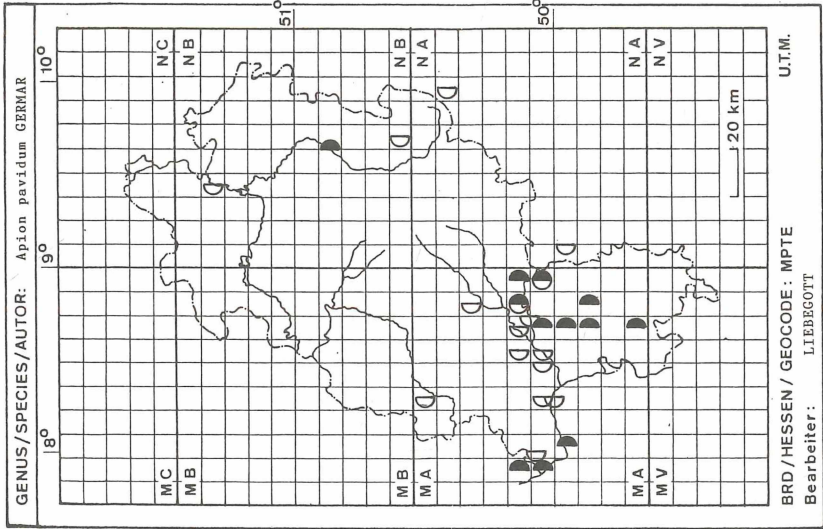 GENUS/SPECIES/AUTOR: Apion pavidum GERMAR
8° 9° 10°
MC NC
MB NB
51°
MB NB
MA NA
50°
MA NA
MV NV
20 km
BRD/HESSEN/GEOCODE: MPTE U.T.M.
Bearbeiter: LIEBEGOTT